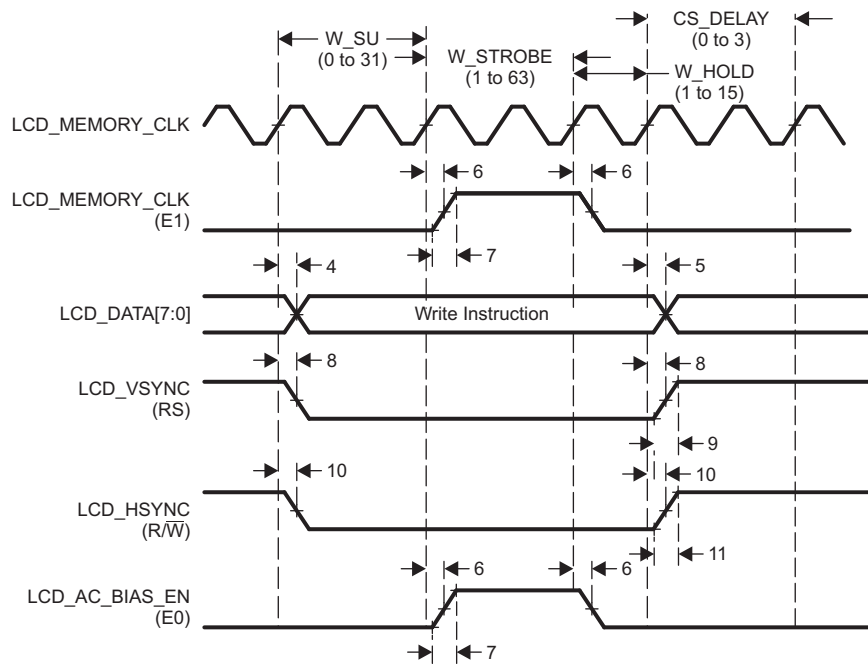 CS_DELAY
(0 to 3)
W_SU
(0 to 31)
W_STROBE
(1 to 63)
W_HOLD
(1 to 15)
LCD_MEMORY_CLK
LCD_MEMORY_CLK
(E1)
6
6
7
LCD_DATA[7:0]
4
5
Write Instruction
LCD_VSYNC
(RS)
8
8
9
LCD_HSYNC
(R/W̅)
10
10
11
LCD_AC_BIAS_EN
(E0)
6
6
7